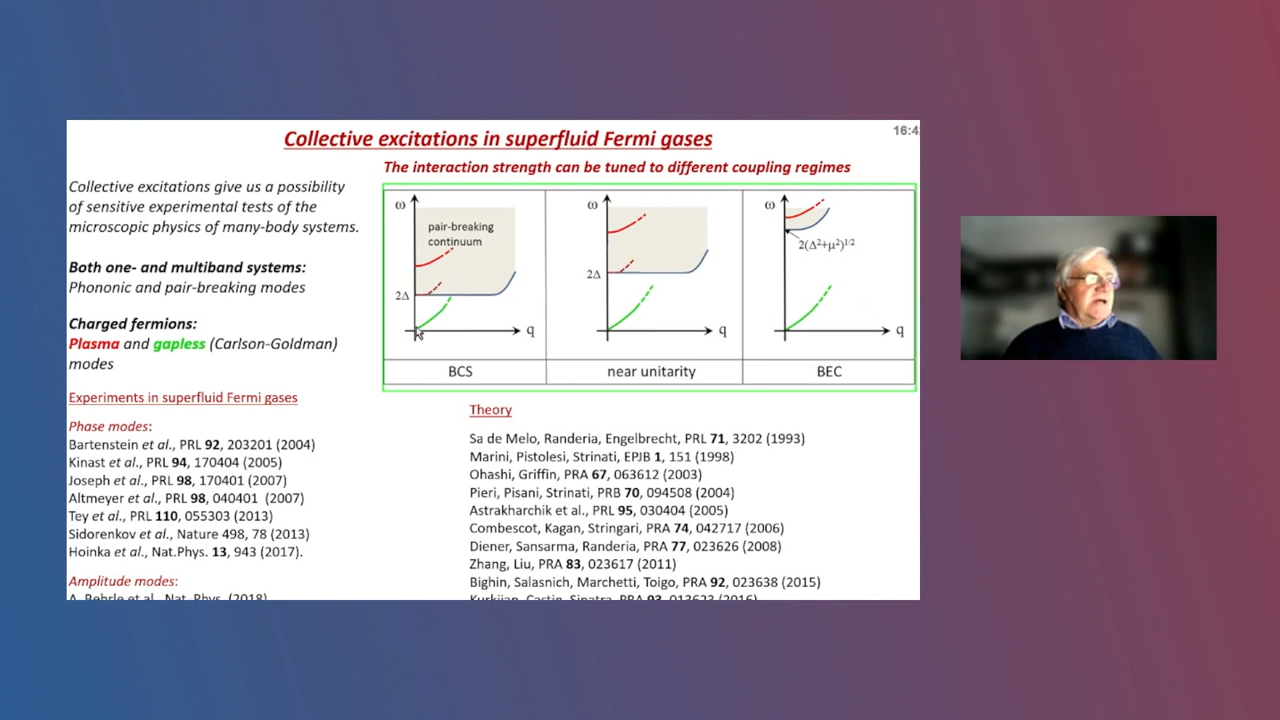 16:4
Collective excitations in superfluid Fermi gases
The interaction strength can be tuned to different coupling regimes
Collective excitations give us a possibility
of sensitive experimental tests of the
microscopic physics of many-body systems.
Both one- and multiband systems:
Phononic and pair-breaking modes
Charged fermions:
Plasma and gapless (Carlson-Goldman)
modes
ω
pair-breaking
continuum
2Δ
q
BCS
ω
2Δ
q
near unitarity
ω
2(Δ²+μ²)^1/2
q
BEC
Experiments in superfluid Fermi gases
Phase modes:
Bartenstein et al., PRL 92, 203201 (2004)
Kinast et al., PRL 94, 170404 (2005)
Joseph et al., PRL 98, 170401 (2007)
Altmeyer et al., PRL 98, 040401 (2007)
Tey et al., PRL 110, 055303 (2013)
Sidorenkov et al., Nature 498, 78 (2013)
Hoinka et al., Nat.Phys. 13, 943 (2017).
Amplitude modes:
A. Behrle et al., Nat. Phys. (2018)
Theory
Sa de Melo, Randeria, Engelbrecht, PRL 71, 3202 (1993)
Marini, Pistolesi, Strinati, EPJB 1, 151 (1998)
Ohashi, Griffin, PRA 67, 063612 (2003)
Pieri, Pisani, Strinati, PRB 70, 094508 (2004)
Astrakharchik et al., PRL 95, 030404 (2005)
Combescot, Kagan, Stringari, PRA 74, 042717 (2006)
Diener, Sansarma, Randeria, PRA 77, 023626 (2008)
Zhang, Liu, PRA 83, 023617 (2011)
Bighin, Salasnich, Marchetti, Toigo, PRA 92, 023638 (2015)
Kurkjian, Castin, Sinatra, PRA 93, 013623 (2016)